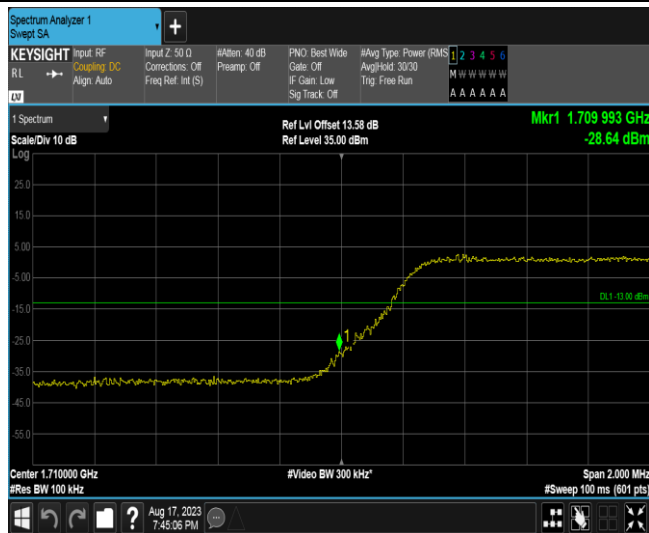 Spectrum Analyzer 1
Swept SA
KEYSIGHT
RL
Input: RF
Coupling: DC
Align: Auto
Input Z: 50 Ω
Corrections: Off
Freq Ref: Int (S)
#Atten: 40 dB
Preamp: Off
PNO: Best Wide
Gate: Off
IF Gain: Low
Sig Track: Off
#Avg Type: Power (RMS
Avg|Hold: 30/30
Trig: Free Run
1 2 3 4 5 6
M W W W W W
A A A A A A
1 Spectrum
Scale/Div 10 dB
Ref Lvl Offset 13.58 dB
Ref Level 35.00 dBm
Mkr1 1.709 993 GHz
-28.64 dBm
Log
25.0
15.0
5.00
-5.00
DL1 -13.00 dBm
-15.0
1
-25.0
-35.0
-45.0
-55.0
Center 1.710000 GHz
#Video BW 300 kHz*
Span 2.000 MHz
#Res BW 100 kHz
#Sweep 100 ms (601 pts)
Aug 17, 2023
7:45:06 PM